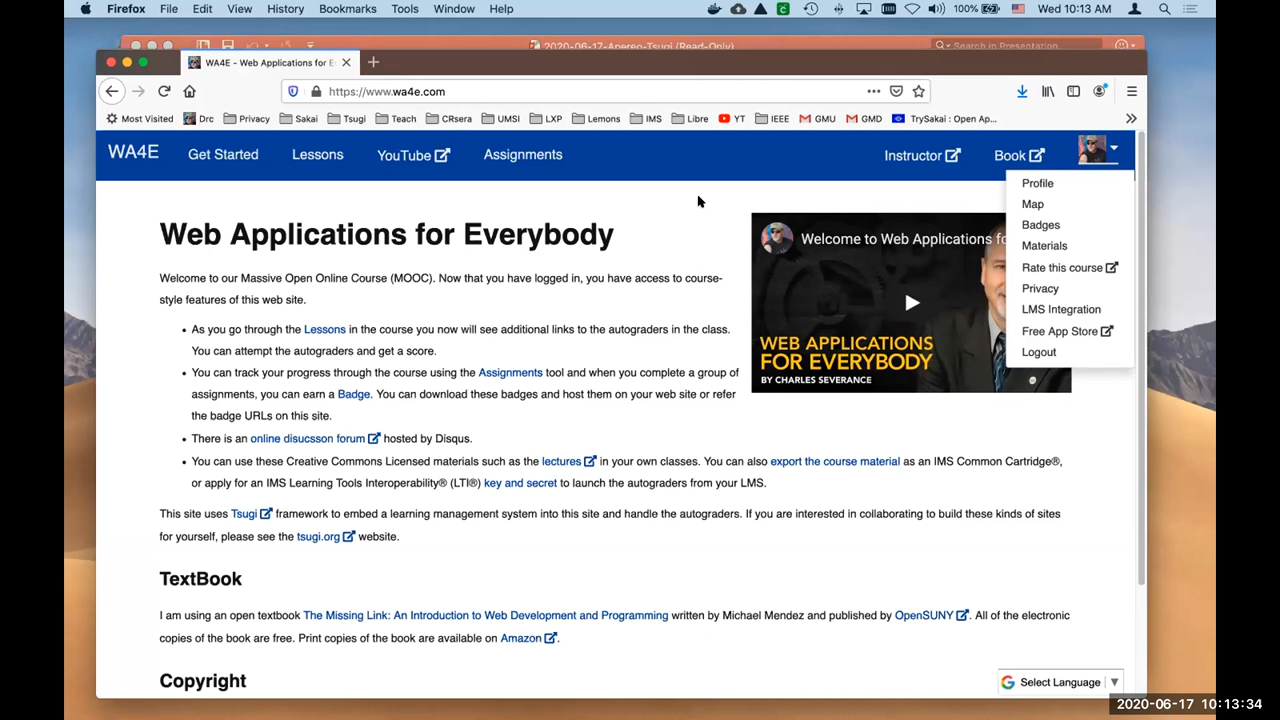 Firefox File Edit View History Bookmarks Tools Window Help 100% Wed 10:13 AM
2020-06-17-Apereo-Tsugi (Read-Only) Search in Presentation
WA4E - Web Applications for E
https://www.wa4e.com
Most Visited Drc Privacy Sakai Tsugi Teach CRsera UMSI LXP Lemons IMS Libre YT IEEE GMU GMD TrySakai : Open Ap...
WA4E Get Started Lessons YouTube Assignments Instructor Book
Profile
Map
Badges
Materials
Rate this course
Privacy
LMS Integration
Free App Store
Logout
Web Applications for Everybody
Welcome to our Massive Open Online Course (MOOC). Now that you have logged in, you have access to course-
style features of this web site.
As you go through the Lessons in the course you now will see additional links to the autograders in the class.
You can attempt the autograders and get a score.
You can track your progress through the course using the Assignments tool and when you complete a group of
assignments, you can earn a Badge. You can download these badges and host them on your web site or refer
the badge URLs on this site.
There is an online disucsson forum hosted by Disqus.
You can use these Creative Commons Licensed materials such as the lectures in your own classes. You can also export the course material as an IMS Common Cartridge®,
or apply for an IMS Learning Tools Interoperability® (LTI®) key and secret to launch the autograders from your LMS.
Welcome to Web Applications fo
WEB APPLICATIONS
FOR EVERYBODY
BY CHARLES SEVERANCE
This site uses Tsugi framework to embed a learning management system into this site and handle the autograders. If you are interested in collaborating to build these kinds of sites
for yourself, please see the tsugi.org website.
TextBook
I am using an open textbook The Missing Link: An Introduction to Web Development and Programming written by Michael Mendez and published by OpenSUNY. All of the electronic
copies of the book are free. Print copies of the book are available on Amazon.
Copyright
Select Language
2020-06-17 10:13:34